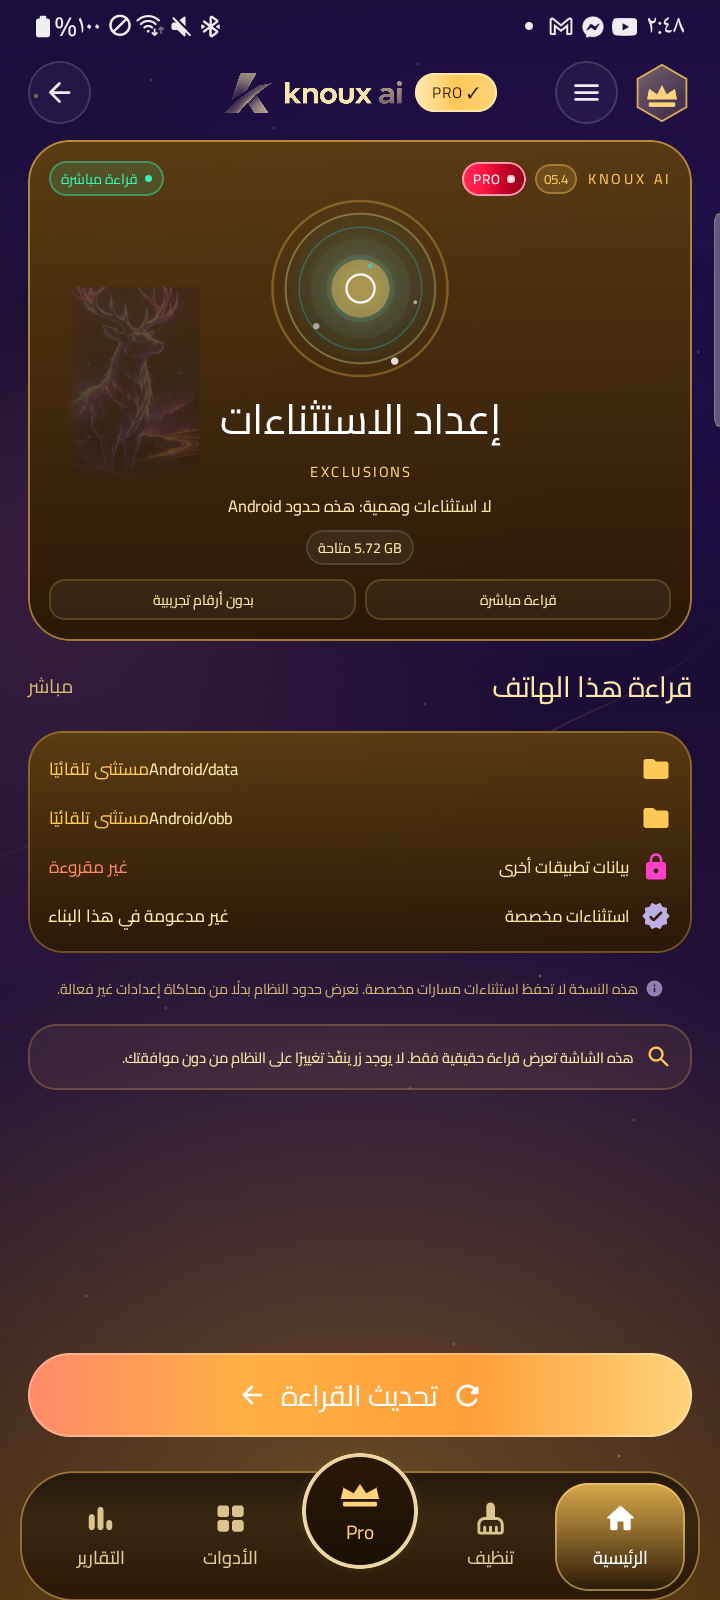 ٢:٤٨
%١٠٠
knoux ai
PRO ✓
KNOUX AI
05.4
PRO
قراءة مباشرة
إعداد الاستثناءات
EXCLUSIONS
لا استثناءات وهمية: هذه حدود Android
5.72 GB متاحة
قراءة مباشرة
بدون أرقام تجريبية
قراءة هذا الهاتف
مباشر
Android/data مستثنى تلقائيًا
Android/obb مستثنى تلقائيًا
بيانات تطبيقات أخرى
غير مقروءة
استثناءات مخصصة
غير مدعومة في هذا البناء
هذه النسخة لا تحفظ استثناءات مسارات مخصصة. نعرض حدود النظام بدلًا من محاكاة إعدادات غير فعالة.
هذه الشاشة تعرض قراءة حقيقية فقط. لا يوجد زر ينفّذ تغييرًا على النظام من دون موافقتك.
تحديث القراءة
الرئيسية
تنظيف
Pro
الأدوات
التقارير